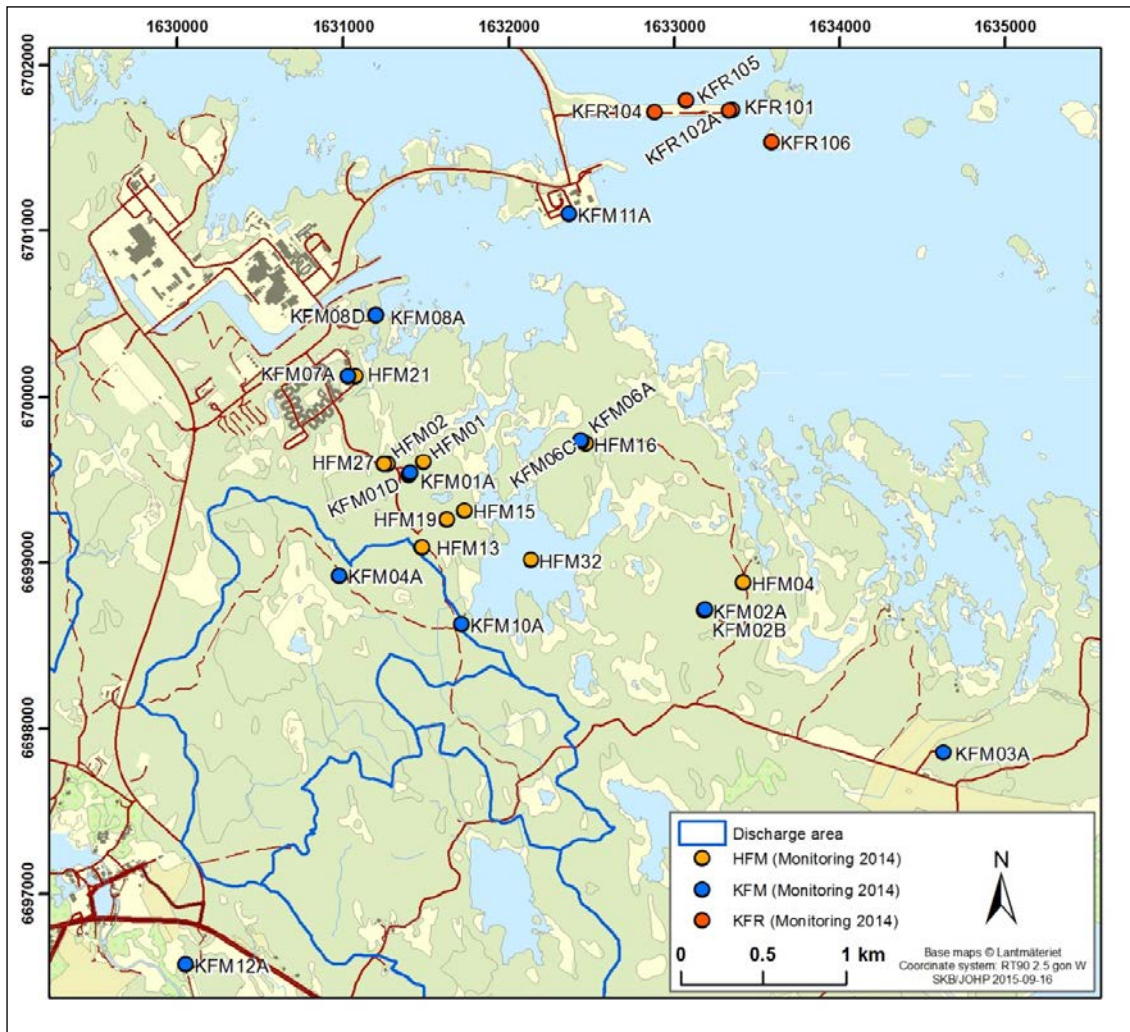 1630000 1631000 1632000 1633000 1634000 1635000
6702000
KFR105
KFR104
KFR101
KFR102A
KFR106
6701000
KFM11A
KFM08D
KFM08A
KFM07A
HFM21
6700000
KFM06A
KFM06C
HFM16
HFM02
HFM01
HFM27
KFM01D
KFM01A
HFM19
HFM15
HFM13
6699000
HFM32
KFM04A
HFM04
KFM02A
KFM02B
KFM10A
6698000
KFM03A
6697000
KFM12A
Discharge area
HFM (Monitoring 2014)
KFM (Monitoring 2014)
KFR (Monitoring 2014)
N
0 0.5 1 km
Base maps © Lantmäteriet
Coordinate system: RT90 2.5 gon W
SKB/JOHP 2015-09-16